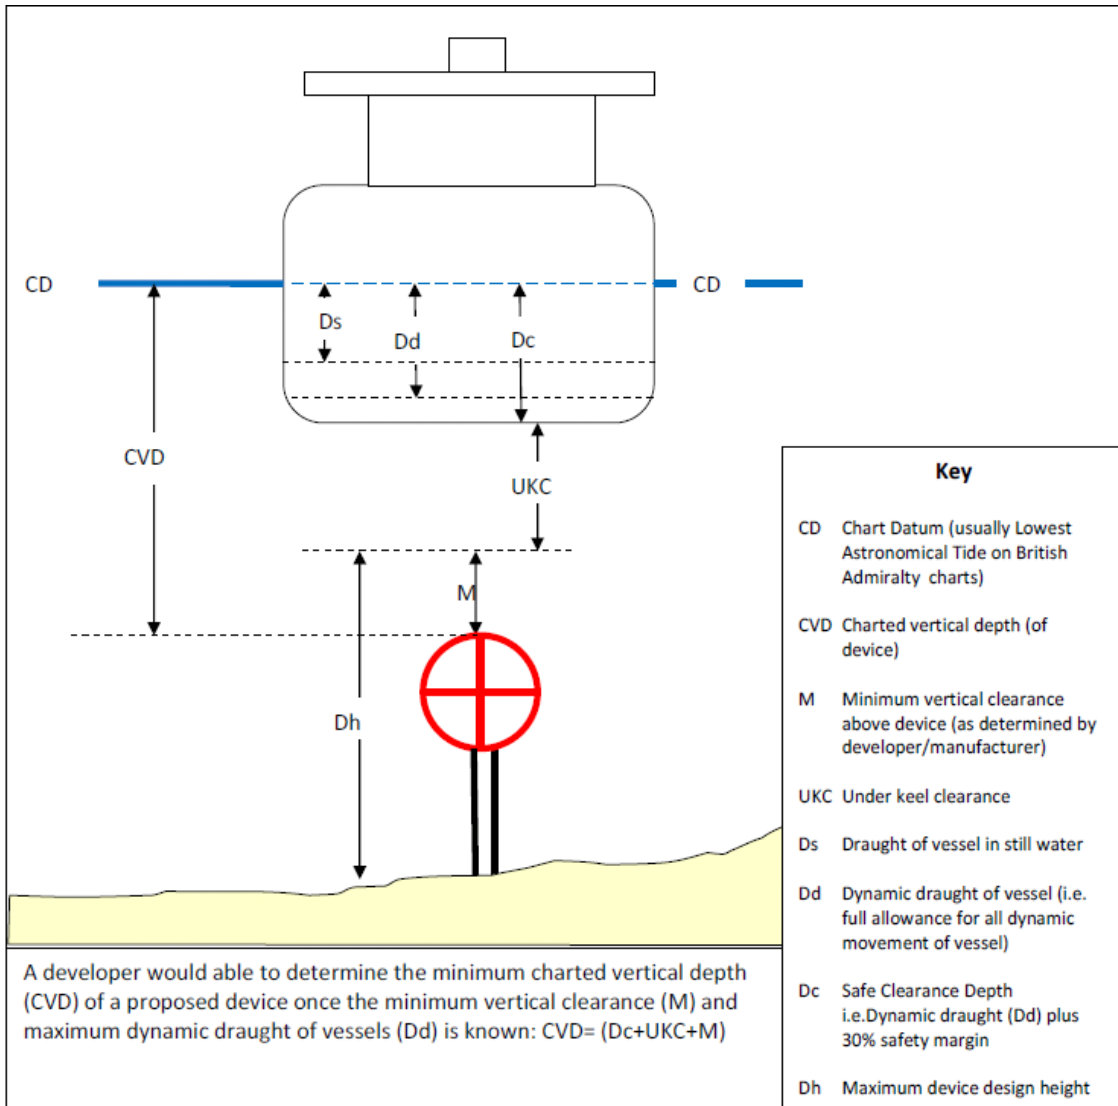 CD
CD
Ds
Dd
Dc
CVD
UKC
M
Dh
Key
CD Chart Datum (usually Lowest
Astronomical Tide on British
Admiralty charts)
CVD Charted vertical depth (of
device)
M Minimum vertical clearance
above device (as determined by
developer/manufacturer)
UKC Under keel clearance
Ds Draught of vessel in still water
Dd Dynamic draught of vessel (i.e.
full allowance for all dynamic
movement of vessel)
Dc Safe Clearance Depth
i.e.Dynamic draught (Dd) plus
30% safety margin
Dh Maximum device design height
A developer would able to determine the minimum charted vertical depth
(CVD) of a proposed device once the minimum vertical clearance (M) and
maximum dynamic draught of vessels (Dd) is known: CVD= (Dc+UKC+M)